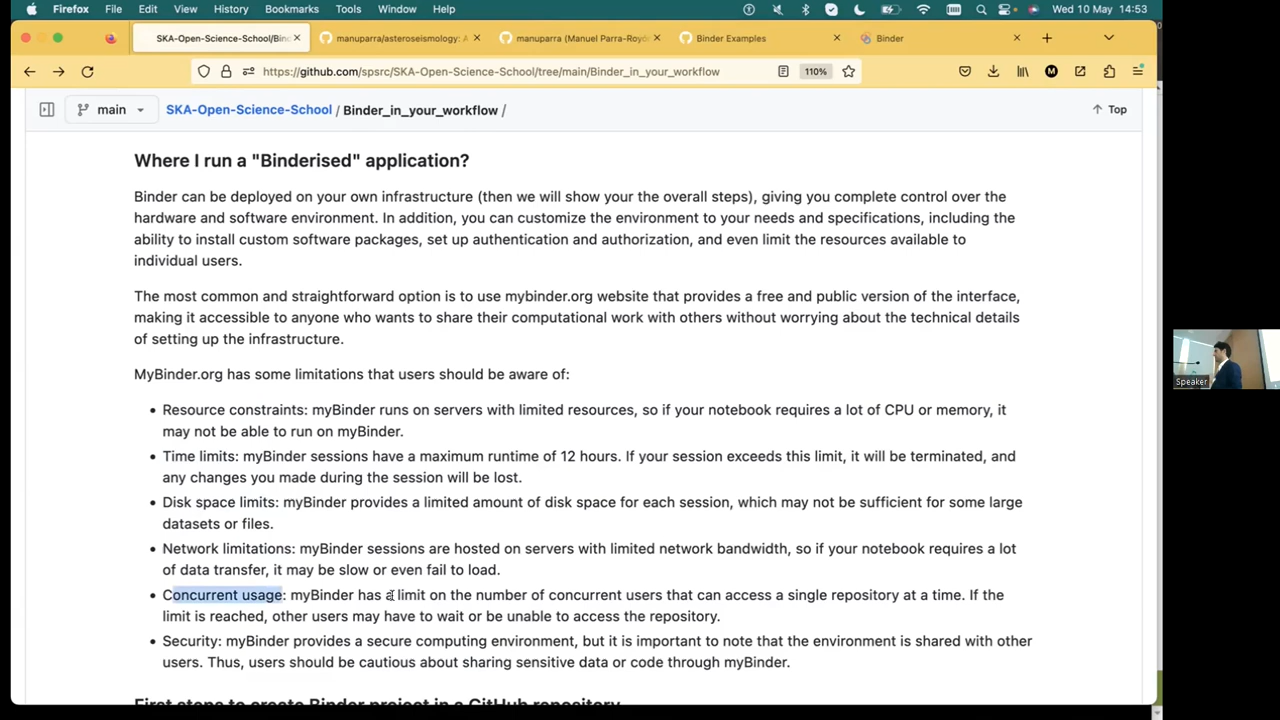 Firefox File Edit View History Bookmarks Tools Window Help Wed 10 May 14:53
SKA-Open-Science-School/Bin
manuparra/asteroseismology: A
manuparra (Manuel Parra-Royón
Binder Examples
Binder
https://github.com/spsrc/SKA-Open-Science-School/tree/main/Binder_in_your_workflow 110% M
main SKA-Open-Science-School / Binder_in_your_workflow / Top
Where I run a "Binderised" application?
Binder can be deployed on your own infrastructure (then we will show your the overall steps), giving you complete control over the
hardware and software environment. In addition, you can customize the environment to your needs and specifications, including the
ability to install custom software packages, set up authentication and authorization, and even limit the resources available to
individual users.
The most common and straightforward option is to use mybinder.org website that provides a free and public version of the interface,
making it accessible to anyone who wants to share their computational work with others without worrying about the technical details
of setting up the infrastructure.
MyBinder.org has some limitations that users should be aware of:
• Resource constraints: myBinder runs on servers with limited resources, so if your notebook requires a lot of CPU or memory, it
may not be able to run on myBinder.
• Time limits: myBinder sessions have a maximum runtime of 12 hours. If your session exceeds this limit, it will be terminated, and
any changes you made during the session will be lost.
• Disk space limits: myBinder provides a limited amount of disk space for each session, which may not be sufficient for some large
datasets or files.
• Network limitations: myBinder sessions are hosted on servers with limited network bandwidth, so if your notebook requires a lot
of data transfer, it may be slow or even fail to load.
• Concurrent usage: myBinder has a limit on the number of concurrent users that can access a single repository at a time. If the
limit is reached, other users may have to wait or be unable to access the repository.
• Security: myBinder provides a secure computing environment, but it is important to note that the environment is shared with other
users. Thus, users should be cautious about sharing sensitive data or code through myBinder.
First steps to create Binder project in a GitHub repository
Speaker